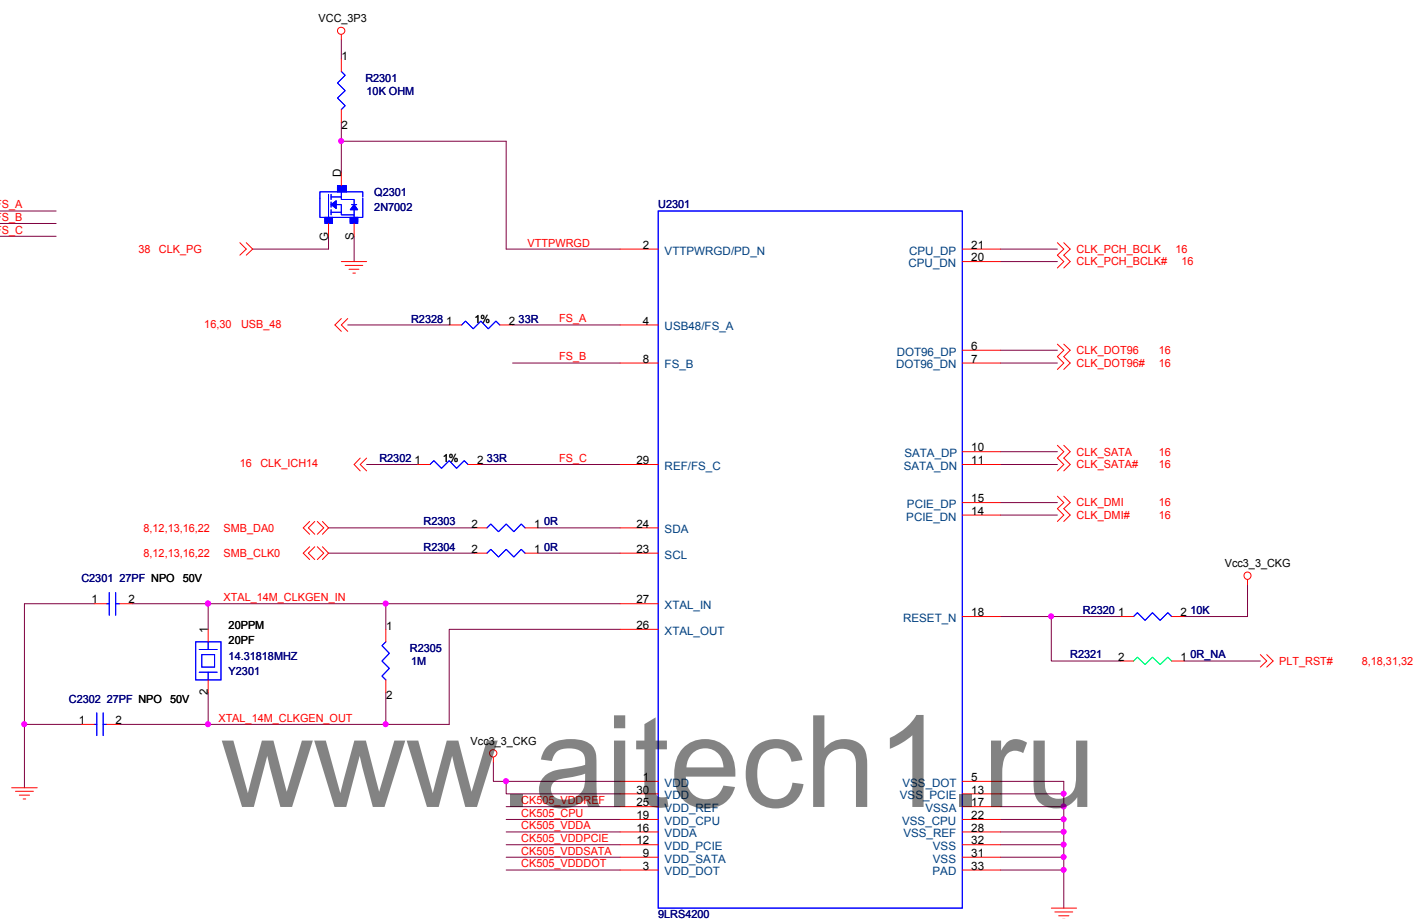 VCC_3P3
1
R2301
10K OHM
2
D
Q2301
2N7002
G
S
FS_A
FS_B
FS_C
38 CLK_PG
VTTPWRGD
U2301
2 VTTPWRGD/PD_N
CPU_DP 21 CLK_PCH_BCLK 16
CPU_DN 20 CLK_PCH_BCLK# 16
16,30 USB_48 R2328 1 1% 2 33R FS_A 4 USB48/FS_A
FS_B 8 FS_B
DOT96_DP 6 CLK_DOT96 16
DOT96_DN 7 CLK_DOT96# 16
16 CLK_ICH14 R2302 1 1% 2 33R FS_C 29 REF/FS_C
SATA_DP 10 CLK_SATA 16
SATA_DN 11 CLK_SATA# 16
PCIE_DP 15 CLK_DMI 16
PCIE_DN 14 CLK_DMI# 16
8,12,13,16,22 SMB_DA0 R2303 2 1 0R 24 SDA
8,12,13,16,22 SMB_CLK0 R2304 2 1 0R 23 SCL
C2301 27PF NPO 50V
1 2 XTAL_14M_CLKGEN_IN 27 XTAL_IN
26 XTAL_OUT
1
20PPM
20PF
14.31818MHZ
Y2301
2
1
R2305
1M
2
C2302 27PF NPO 50V
1 2 XTAL_14M_CLKGEN_OUT
Vcc3_3_CKG
RESET_N 18 R2320 1 2 10K
R2321 2 1 0R_NA PLT_RST# 8,18,31,32
www.aitech1.ru
Vcc3_3_CKG
1 VDD
30 VDD
CK505_VDDREF 25 VDD_REF
CK505_CPU 19 VDD_CPU
CK505_VDDA 16 VDDA
CK505_VDDPCIE 12 VDD_PCIE
CK505_VDDSATA 9 VDD_SATA
CK505_VDDDOT 3 VDD_DOT
VSS_DOT 5
VSS_PCIE 13
VSSA 17
VSS_CPU 22
VSS_REF 28
VSS 32
VSS 31
PAD 33
9LRS4200